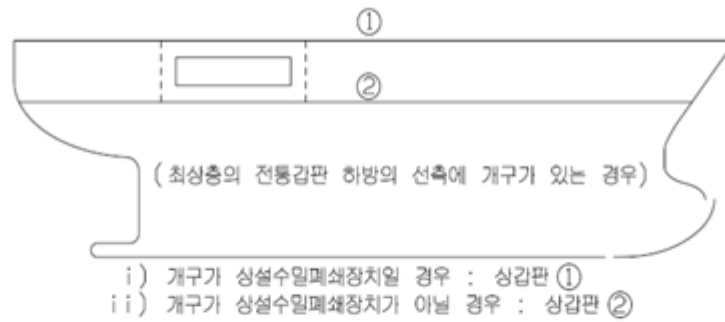 ①
②
(최상층의 전통갑판 하방의 선측에 개구가 있는 경우)
i) 개구가 상설수밀폐쇄장치일 경우 : 상갑판 ①
ii) 개구가 상설수밀폐쇄장치가 아닐 경우 : 상갑판 ②